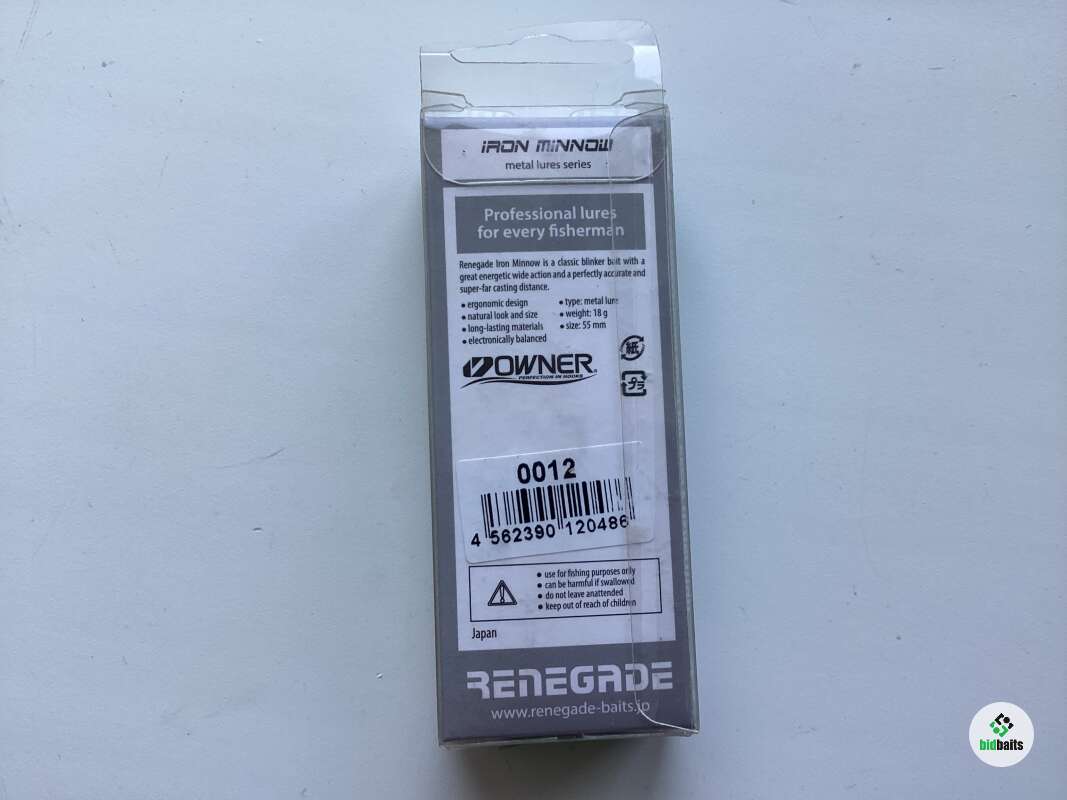 IRON MINNOW
metal lures series
Professional lures
for every fisherman
Renegade Iron Minnow is a classic blinker bait with a
great energetic wide action and a perfectly accurate and
super-far casting distance.
• ergonomic design
• natural look and size
• long-lasting materials
• electronically balanced
• type: metal lure
• weight: 18 g
• size: 55 mm
紙
プラ
OWNER®
PERFECTION IN HOOKS
0012
4 562390 120486
• use for fishing purposes only
• can be harmful if swallowed
• do not leave anattended
• keep out of reach of children
Japan
RENEGADE
www.renegade-baits.jp
bidbaits